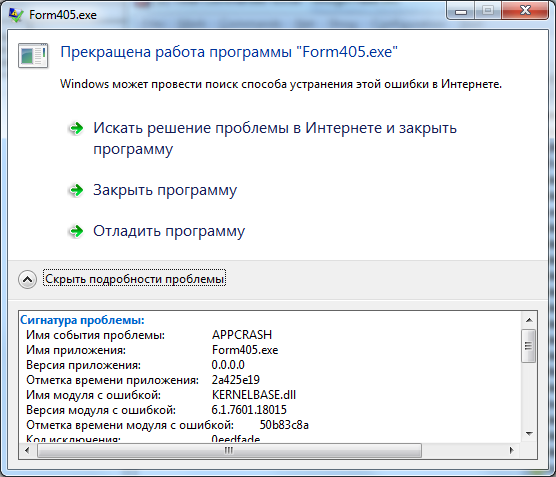 Form405.exe
Прекращена работа программы "Form405.exe"
Windows может провести поиск способа устранения этой ошибки в Интернете.
Искать решение проблемы в Интернете и закрыть
программу
Закрыть программу
Отладить программу
Скрыть подробности проблемы
Сигнатура проблемы:
Имя события проблемы: APPCRASH
Имя приложения: Form405.exe
Версия приложения: 0.0.0.0
Отметка времени приложения: 2a425e19
Имя модуля с ошибкой: KERNELBASE.dll
Версия модуля с ошибкой: 6.1.7601.18015
Отметка времени модуля с ошибкой: 50b83c8a
Код исключения: 0eedfade